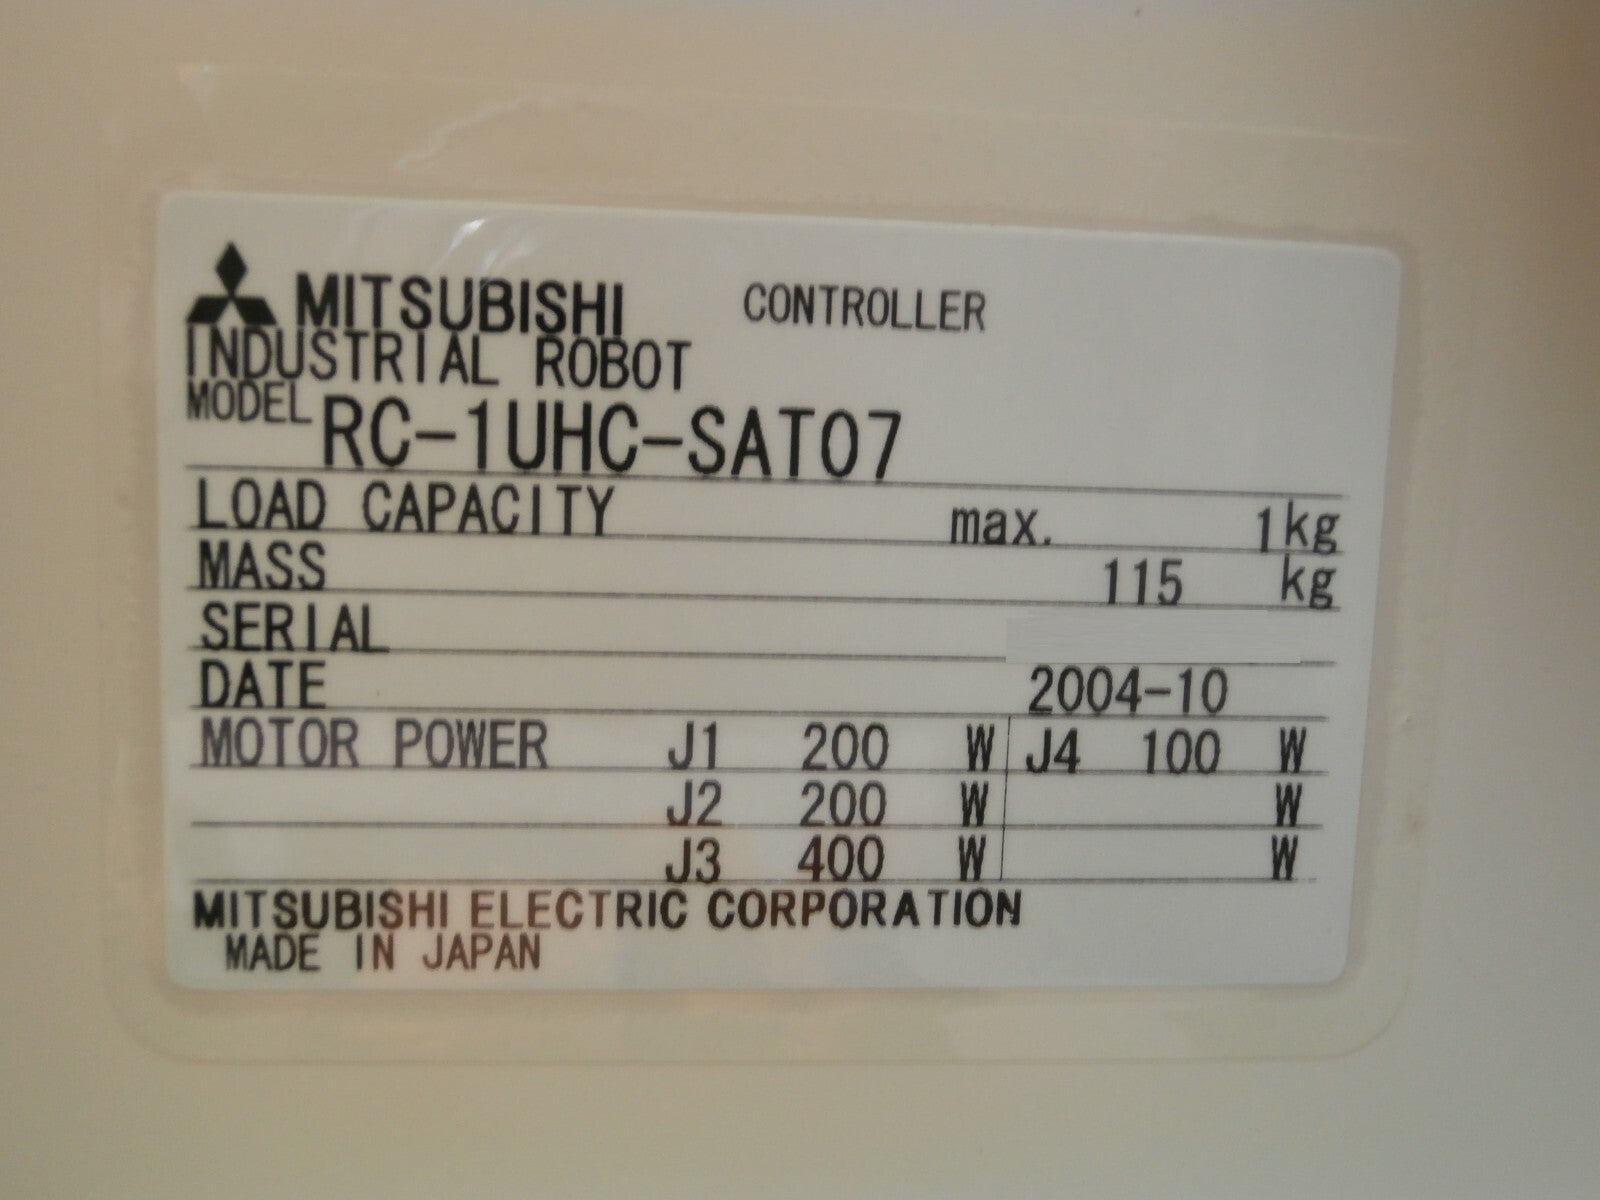 MITSUBISHI CONTROLLER
INDUSTRIAL ROBOT
MODEL RC-1UHC-SAT07
LOAD CAPACITY max. 1kg
MASS 115 kg
SERIAL
DATE 2004-10
MOTOR POWER J1 200 W J4 100 W
J2 200 W W
J3 400 W W
MITSUBISHI ELECTRIC CORPORATION
MADE IN JAPAN